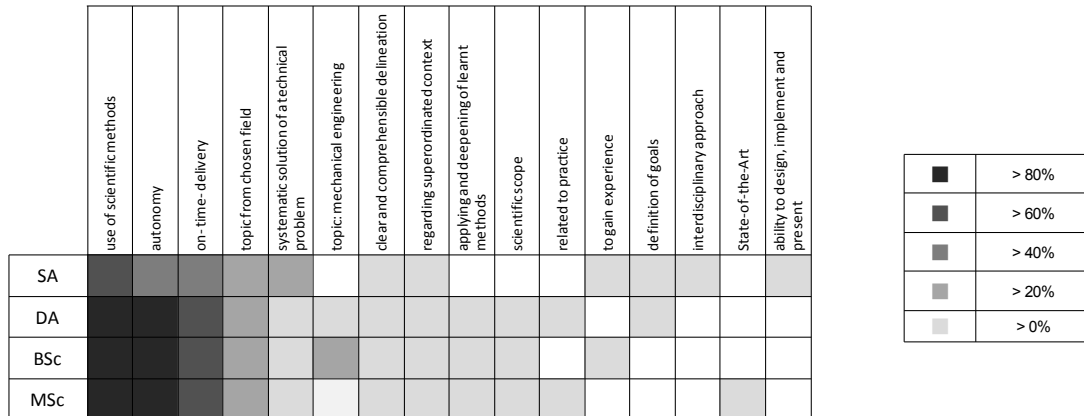 use of scientific methods
autonomy
on-time-delivery
topic from chosen field
systematic solution of a technical
problem
topic: mechanical engineering
clear and comprehensible delineation
regarding superordinated context
applying and deepening of learnt
methods
scientific scope
related to practice
to gain experience
definition of goals
interdisciplinary approach
State-of-the-Art
ability to design, implement and
present
SA
DA
BSc
MSc
> 80%
> 60%
> 40%
> 20%
> 0%